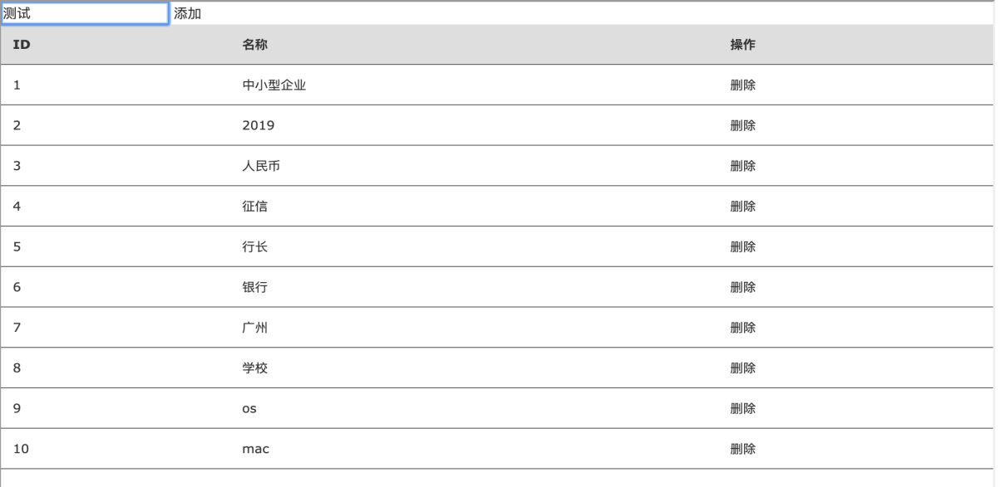 测试 添加
ID 名称 操作
1 中小型企业 删除
2 2019 删除
3 人民币 删除
4 征信 删除
5 行长 删除
6 银行 删除
7 广州 删除
8 学校 删除
9 os 删除
10 mac 删除